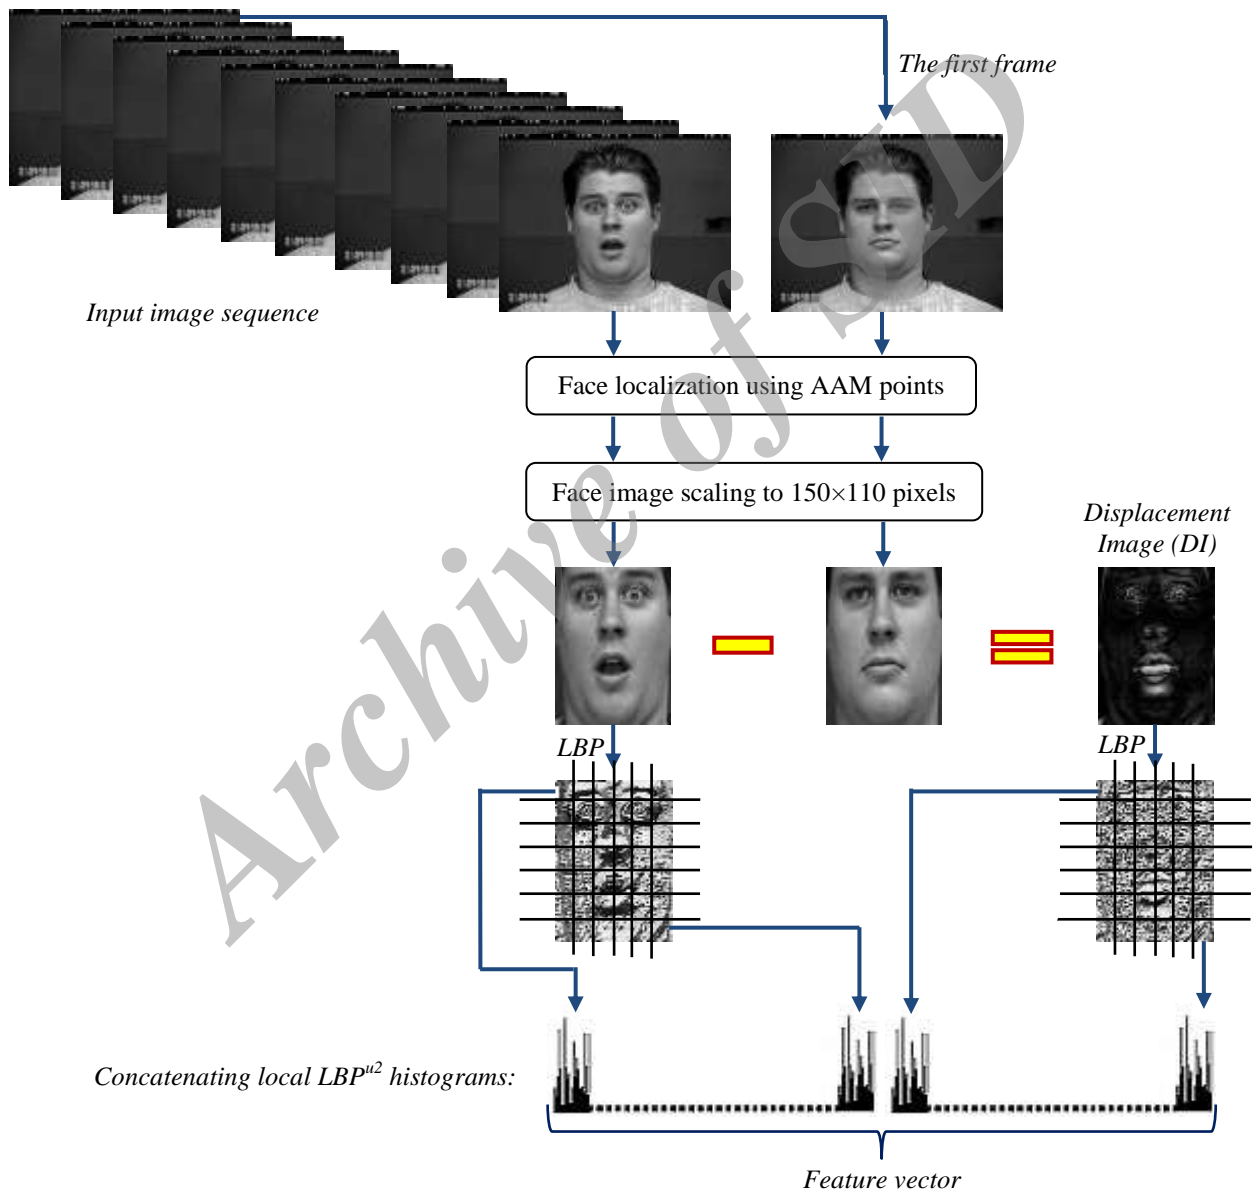 The first frame
Input image sequence
Face localization using AAM points
Face image scaling to 150×110 pixels
Displacement
Image (DI)
LBP
LBP
Concatenating local LBP^{u2} histograms:
Feature vector
Archive of SID